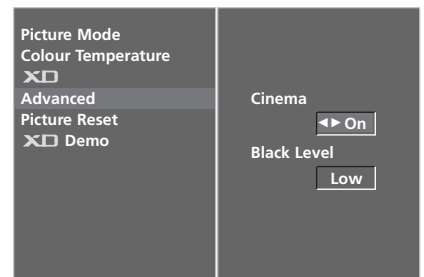 Picture Mode
Colour Temperature
XD
Advanced
Picture Reset
XD Demo
Cinema
◄► On
Black Level
Low